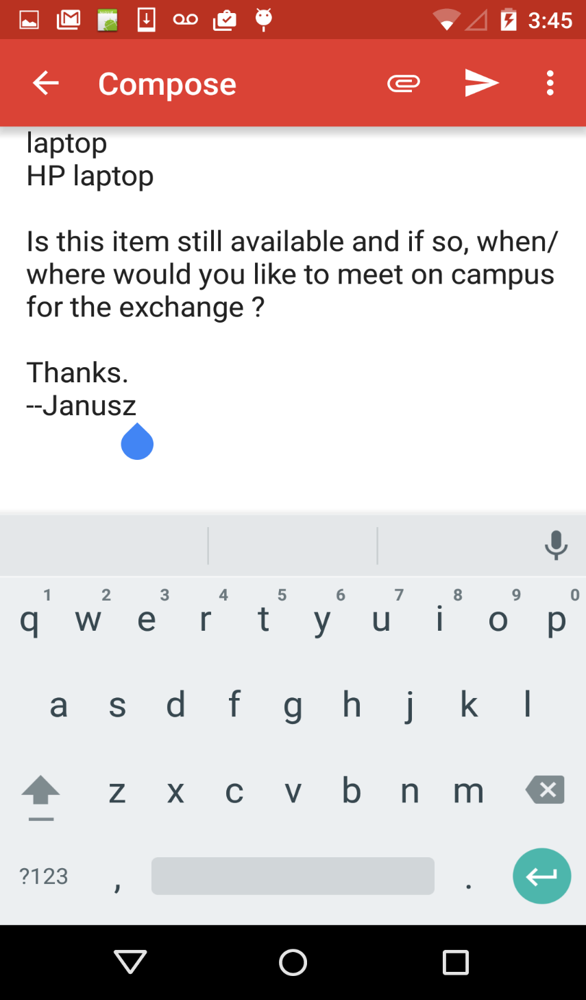 3:45
Compose
laptop
HP laptop
Is this item still available and if so, when/
where would you like to meet on campus
for the exchange ?
Thanks.
--Janusz
1 2 3 4 5 6 7 8 9 0
q w e r t y u i o p
a s d f g h j k l
z x c v b n m
?123 , .